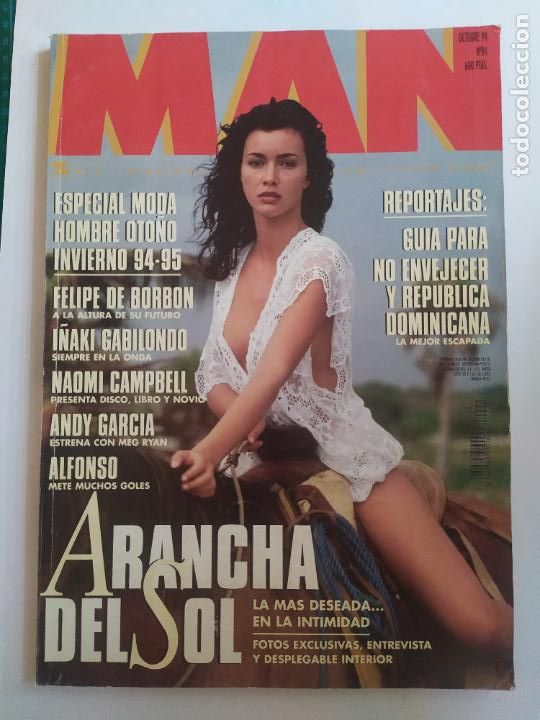 MAN
OCTUBRE 94
Nº84
600 PTAS.
ESPECIAL MODA
HOMBRE OTOÑO
INVIERNO 94-95
FELIPE DE BORBON
A LA ALTURA DE SU FUTURO
IÑAKI GABILONDO
SIEMPRE EN LA ONDA
NAOMI CAMPBELL
PRESENTA DISCO, LIBRO Y NOVIO
ANDY GARCIA
ESTRENA CON MEG RYAN
ALFONSO
METE MUCHOS GOLES
REPORTAJES:
GUIA PARA
NO ENVEJECER
Y REPUBLICA
DOMINICANA
LA MEJOR ESCAPADA
ARANCHA
DEL SOL
LA MAS DESEADA...
EN LA INTIMIDAD
FOTOS EXCLUSIVAS, ENTREVISTA
Y DESPLEGABLE INTERIOR
todocoleccion